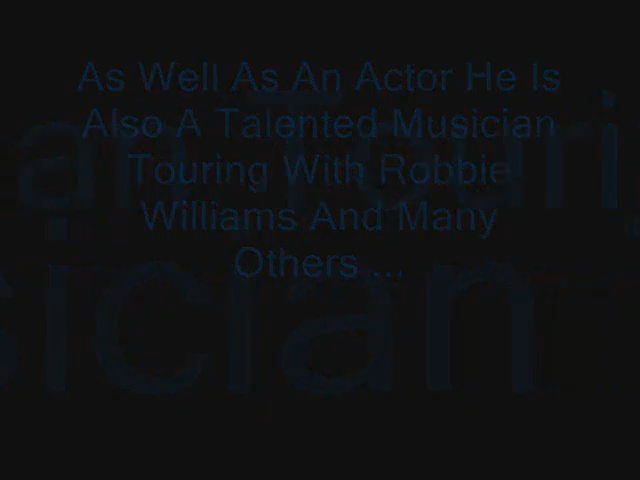 As Well As An Actor He Is
Also A Talented Musician
Touring With Robbie
Williams And Many
Others ...